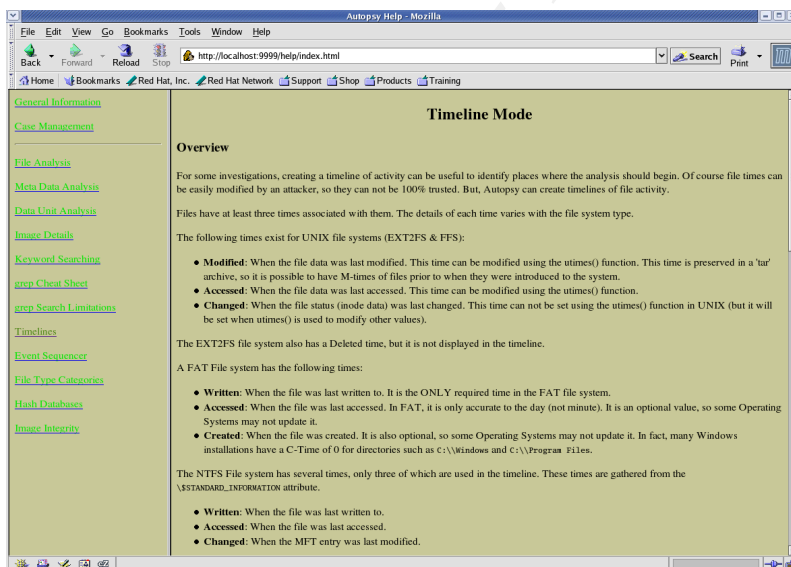 Autopsy Help - Mozilla
File Edit View Go Bookmarks Tools Window Help
Back Forward Reload Stop http://localhost:9999/help/index.html Search Print
Home Bookmarks Red Hat, Inc. Red Hat Network Support Shop Products Training
General Information
Case Management
File Analysis
Meta Data Analysis
Data Unit Analysis
Image Details
Keyword Searching
grep Cheat Sheet
grep Search Limitations
Timelines
Event Sequencer
File Type Categories
Hash Databases
Image Integrity
Timeline Mode
Overview
For some investigations, creating a timeline of activity can be useful to identify places where the analysis should begin. Of course file times can
be easily modified by an attacker, so they can not be 100% trusted. But, Autopsy can create timelines of file activity.
Files have at least three times associated with them. The details of each time varies with the file system type.
The following times exist for UNIX file systems (EXT2FS & FFS):
● Modified: When the file data was last modified. This time can be modified using the utimes() function. This time is preserved in a 'tar'
archive, so it is possible to have M-times of files prior to when they were introduced to the system.
● Accessed: When the file data was last accessed. This time can be modified using the utimes() function.
● Changed: When the file status (inode data) was last changed. This time can not be set using the utimes() function in UNIX (but it will
be set when utimes() is used to modify other values).
The EXT2FS file system also has a Deleted time, but it is not displayed in the timeline.
A FAT File system has the following times:
● Written: When the file was last written to. It is the ONLY required time in the FAT file system.
● Accessed: When the file was last accessed. In FAT, it is only accurate to the day (not minute). It is an optional value, so some Operating
Systems may not update it.
● Created: When the file was created. It is also optional, so some Operating Systems may not update it. In fact, many Windows
installations have a C-Time of 0 for directories such as C:\\Windows and C:\\Program Files.
The NTFS File system has several times, only three of which are used in the timeline. These times are gathered from the
\$STANDARD_INFORMATION attribute.
● Written: When the file was last written to.
● Accessed: When the file was last accessed.
● Changed: When the MFT entry was last modified.